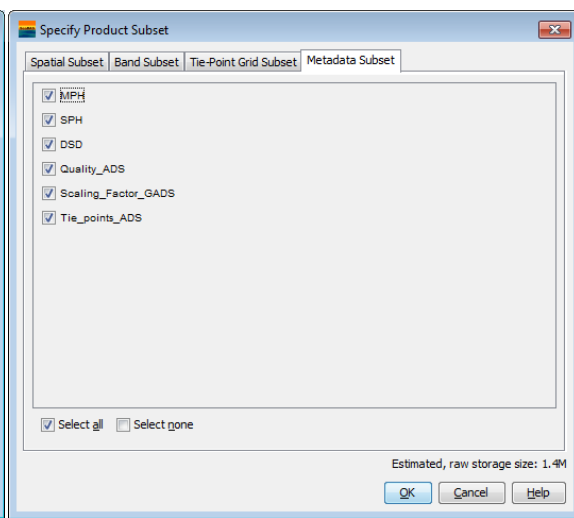 Specify Product Subset
Spatial Subset Band Subset Tie-Point Grid Subset Metadata Subset
MPH
SPH
DSD
Quality_ADS
Scaling_Factor_GADS
Tie_points_ADS
Select all Select none
Estimated, raw storage size: 1.4M
OK Cancel Help